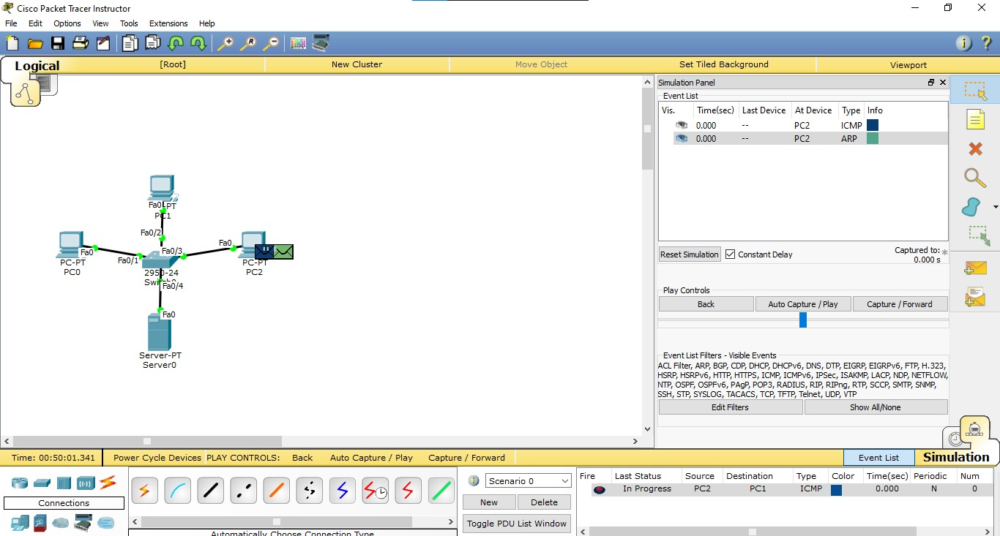 Cisco Packet Tracer Instructor
File Edit Options View Tools Extensions Help
Logical [Root] New Cluster Move Object Set Tiled Background Viewport
Simulation Panel
Event List
Vis. Time(sec) Last Device At Device Type Info
0.000 -- PC2 ICMP
0.000 -- PC2 ARP
Fa0 PT
PC1
Fa0/2
Fa0
PC-PT
PC0
Fa0/1
Fa0/3
2950-24
Fa0
PC-PT
PC2
Fa0/4
Fa0
Server-PT
Server0
Reset Simulation Constant Delay Captured to: *
0.000 s
Play Controls
Back Auto Capture / Play Capture / Forward
Event List Filters - Visible Events
ACL Filter, ARP, BGP, CDP, DHCP, DHCPv6, DNS, DTP, EIGRP, EIGRPv6, FTP, H.323,
HSRP, HSRPv6, HTTP, HTTPS, ICMP, ICMPv6, IPSec, ISAKMP, LACP, NDP, NETFLOW,
NTP, OSPF, OSPFv6, PAgP, POP3, RADIUS, RIP, RIPng, RTP, SCCP, SMTP, SNMP,
SSH, STP, SYSLOG, TACACS, TCP, TFTP, Telnet, UDP, VTP
Edit Filters Show All/None
Time: 00:50:01.341 Power Cycle Devices PLAY CONTROLS: Back Auto Capture / Play Capture / Forward Event List Simulation
Connections
Automatically Choose Connection Type
Scenario 0
New Delete
Toggle PDU List Window
Fire Last Status Source Destination Type Color Time(sec) Periodic Num
In Progress PC2 PC1 ICMP 0.000 N 0